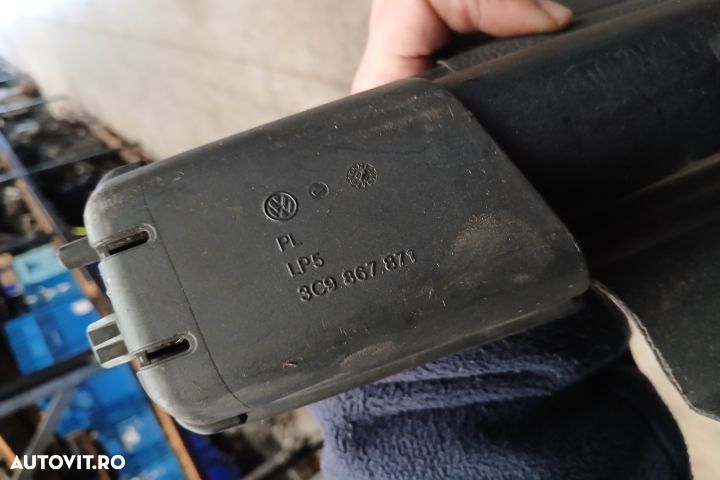 PL
LP5
3C9 867 871
AUTOVIT.RO